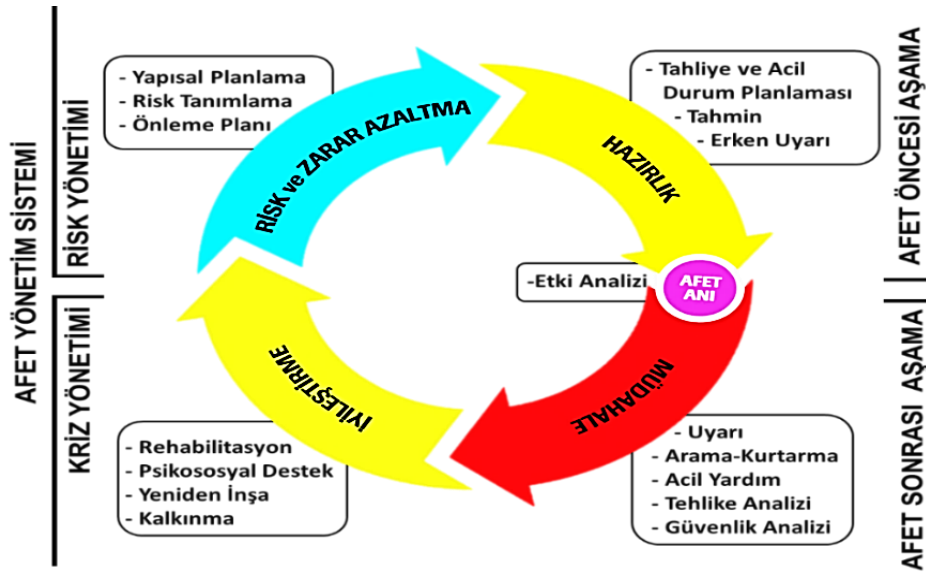 AFET YÖNETİM SİSTEMİ
RİSK YÖNETİMİ
- Yapısal Planlama
- Risk Tanımlama
- Önleme Planı
RİSK ve ZARAR AZALTMA
HAZIRLIK
- Tahliye ve Acil
Durum Planlaması
- Tahmin
- Erken Uyarı
AFET ÖNCESİ AŞAMA
-Etki Analizi
AFET
ANI
KRİZ YÖNETİMİ
İYİLEŞTİRME
- Rehabilitasyon
- Psikososyal Destek
- Yeniden İnşa
- Kalkınma
MÜDAHALE
- Uyarı
- Arama-Kurtarma
- Acil Yardım
- Tehlike Analizi
- Güvenlik Analizi
AFET SONRASI AŞAMA